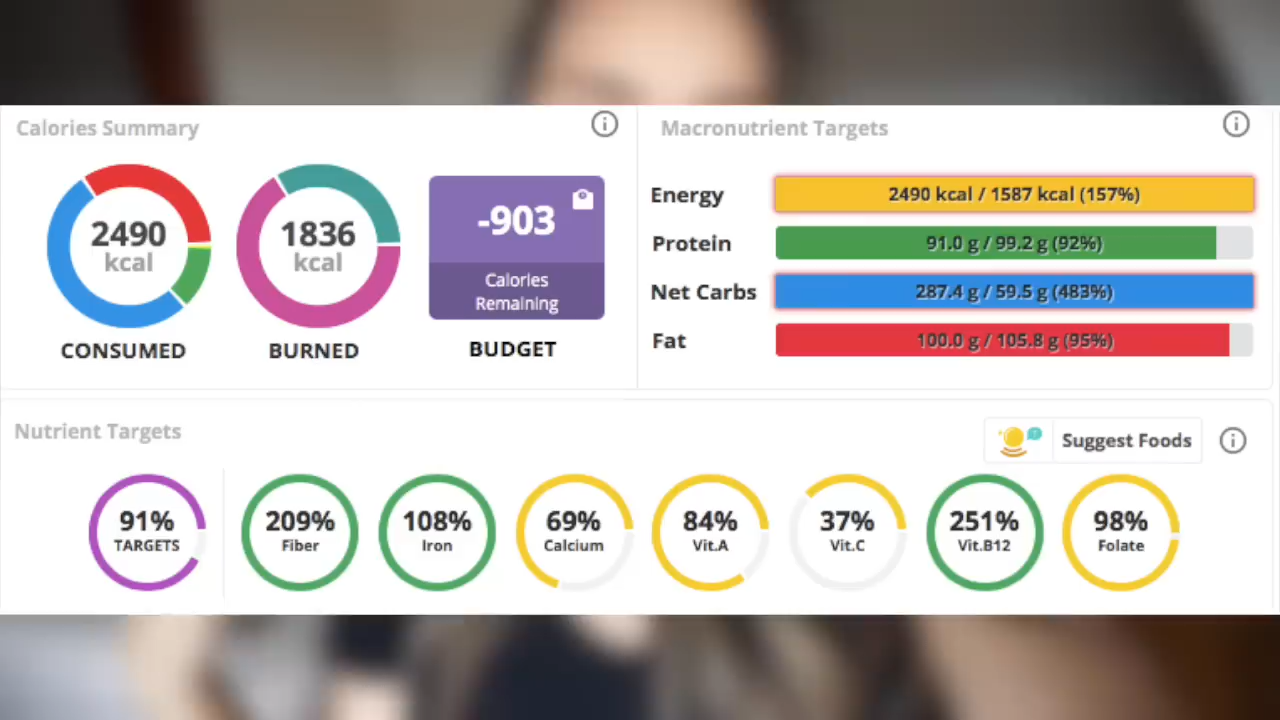 Calories Summary
2490
kcal
CONSUMED
1836
kcal
BURNED
-903
Calories
Remaining
BUDGET
Macronutrient Targets
Energy
2490 kcal / 1587 kcal (157%)
Protein
91.0 g / 99.2 g (92%)
Net Carbs
287.4 g / 59.5 g (483%)
Fat
100.0 g / 105.8 g (95%)
Nutrient Targets
Suggest Foods
91%
TARGETS
209%
Fiber
108%
Iron
69%
Calcium
84%
Vit.A
37%
Vit.C
251%
Vit.B12
98%
Folate